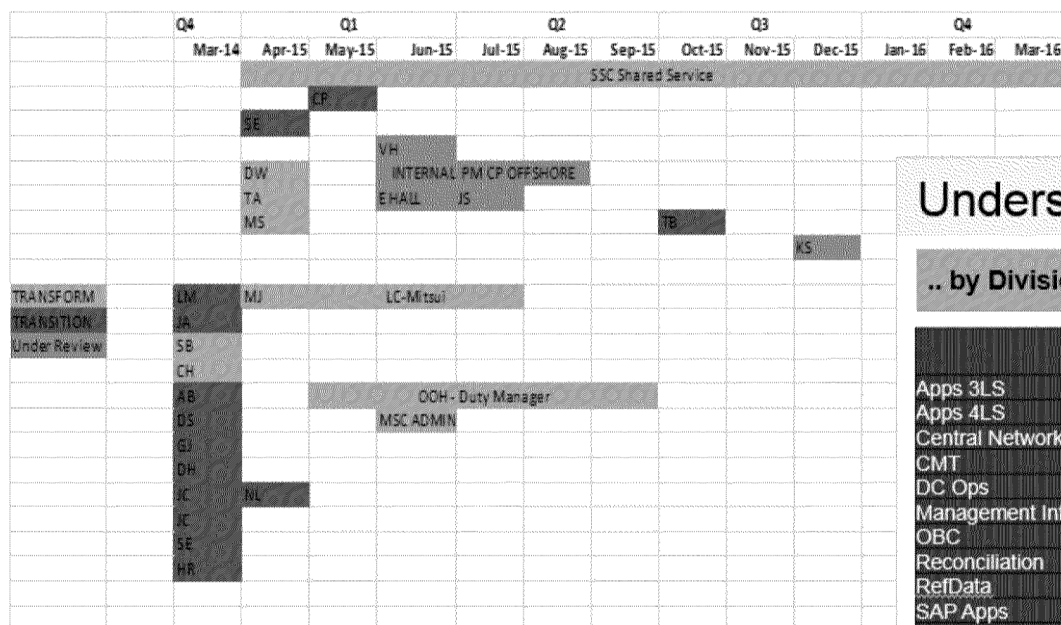 Q4 Q1 Q2 Q3 Q4
Mar-14 Apr-15 May-15 Jun-15 Jul-15 Aug-15 Sep-15 Oct-15 Nov-15 Dec-15 Jan-16 Feb-16 Mar-16
SSC Shared Service
CP
SE
VH
DW INTERNAL PM CP OFFSHORE
TA E HALL JS
MS TB
KS
TRANSFORM LM MJ LC-Mitsui
TRANSITION JA
Under Review SB
CH
AB OOH - Duty Manager
DS MSC ADMIN
GJ
DH
JC NL
JC
SE
HR
Unders
.. by Divisi
Apps 3LS
Apps 4LS
Central Network
CMT
DC Ops
Management Inf
OBC
Reconciliation
RefData
SAP Apps